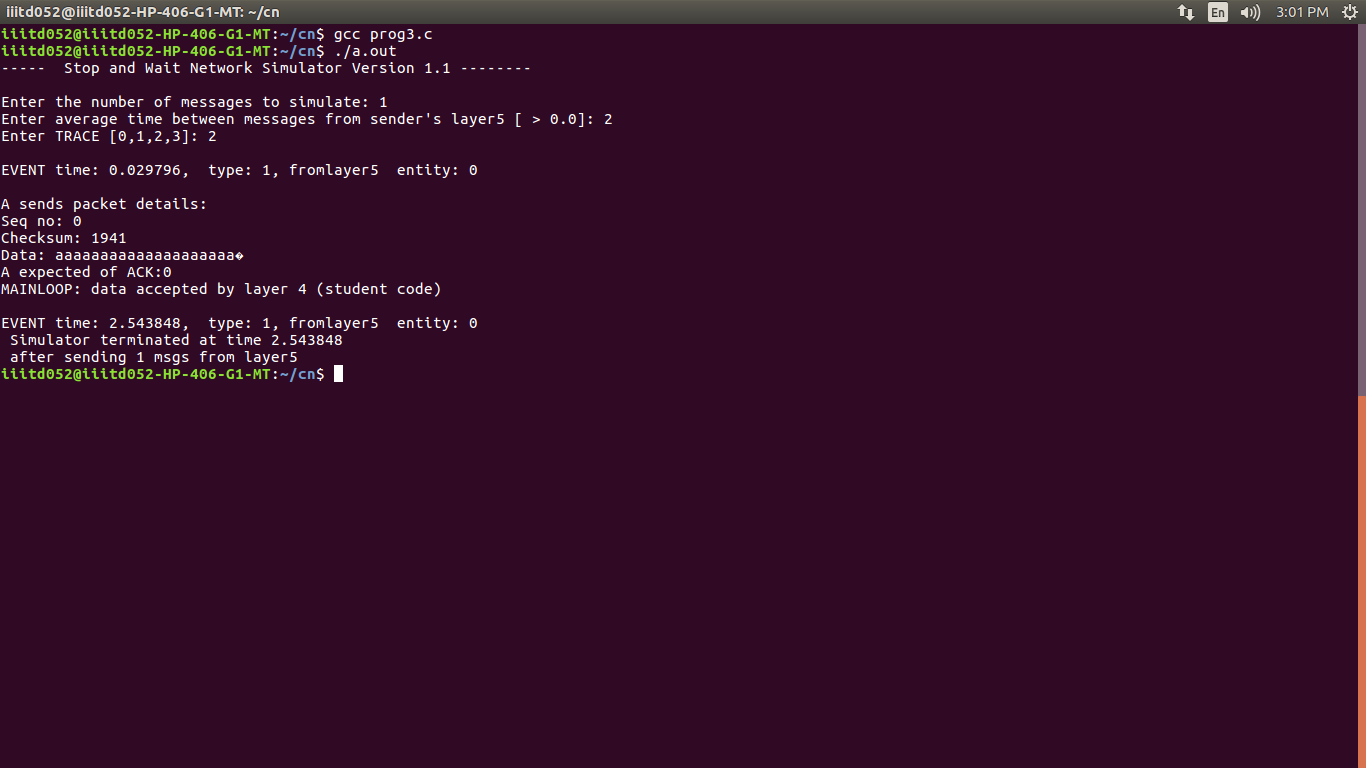 iiitd052@iiitd052-HP-406-G1-MT: ~/cn
En
3:01 PM
iiitd052@iiitd052-HP-406-G1-MT:~/cn$ gcc prog3.c
iiitd052@iiitd052-HP-406-G1-MT:~/cn$ ./a.out
-----  Stop and Wait Network Simulator Version 1.1 --------
Enter the number of messages to simulate: 1
Enter average time between messages from sender's layer5 [ > 0.0]: 2
Enter TRACE [0,1,2,3]: 2
EVENT time: 0.029796,  type: 1, fromlayer5  entity: 0
A sends packet details:
Seq no: 0
Checksum: 1941
Data: aaaaaaaaaaaaaaaaaaaa�
A expected of ACK:0
MAINLOOP: data accepted by layer 4 (student code)
EVENT time: 2.543848,  type: 1, fromlayer5  entity: 0
 Simulator terminated at time 2.543848
 after sending 1 msgs from layer5
iiitd052@iiitd052-HP-406-G1-MT:~/cn$